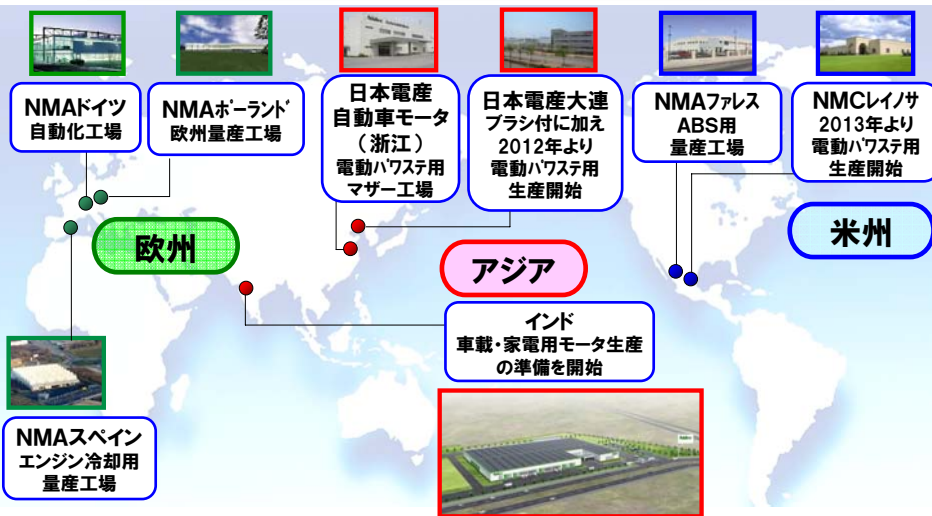 NMAドイツ
自動化工場
NMAポーランド
欧州量産工場
日本電産
自動車モータ
（浙江）
電動パワステ用
マザー工場
日本電産大連
ブラシ付に加え
2012年より
電動パワステ用
生産開始
NMAファレス
ABS用
量産工場
NMCレイノサ
2013年より
電動パワステ用
生産開始
欧州
アジア
米州
インド
車載・家電用モータ生産
の準備を開始
NMAスペイン
エンジン冷却用
量産工場